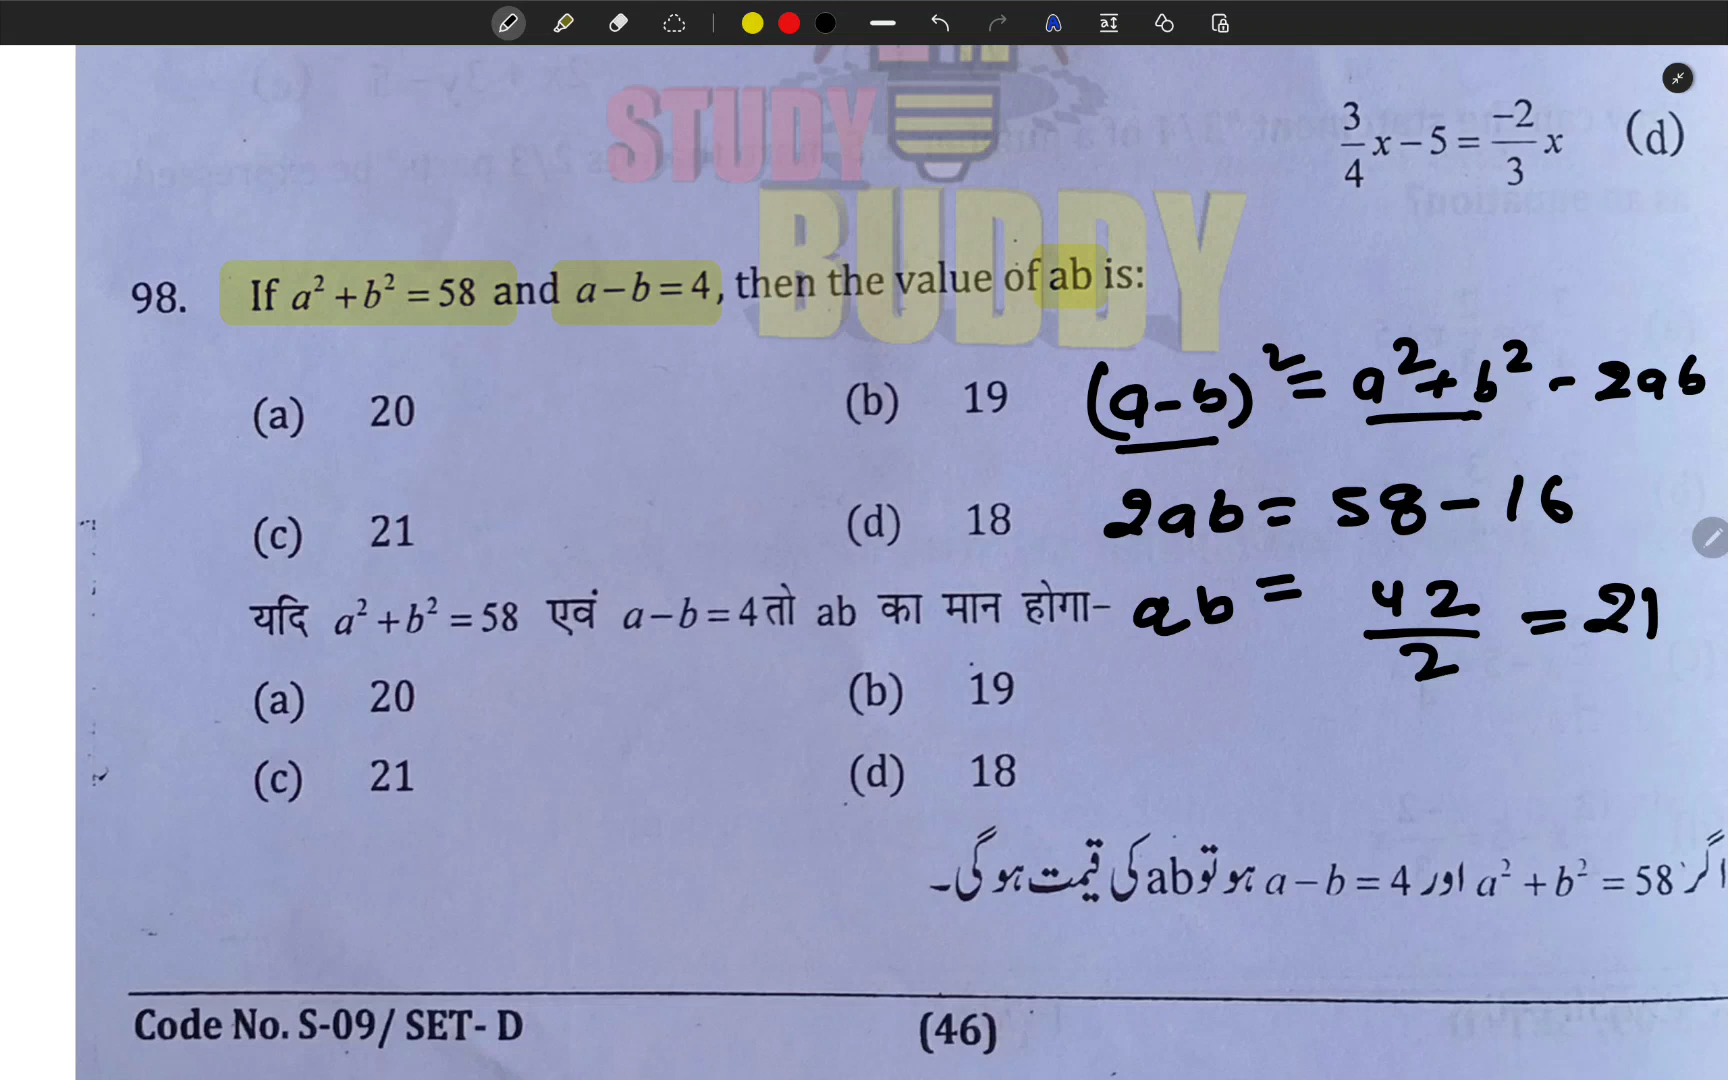 STUDY
BUDDY
3/4 x − 5 = −2/3 x (d)
98. If a² + b² = 58 and a − b = 4, then the value of ab is:
(a) 20 (b) 19
(c) 21 (d) 18
(a-b)² = a² + b² - 2ab
2ab = 58 - 16
ab = 42/2 = 21
यदि a² + b² = 58 एवं a − b = 4 तो ab का मान होगा–
(a) 20 (b) 19
(c) 21 (d) 18
اگر a² + b² = 58 اور a − b = 4 ہو تو ab کی قیمت ہو گی۔
Code No. S-09/ SET- D (46)